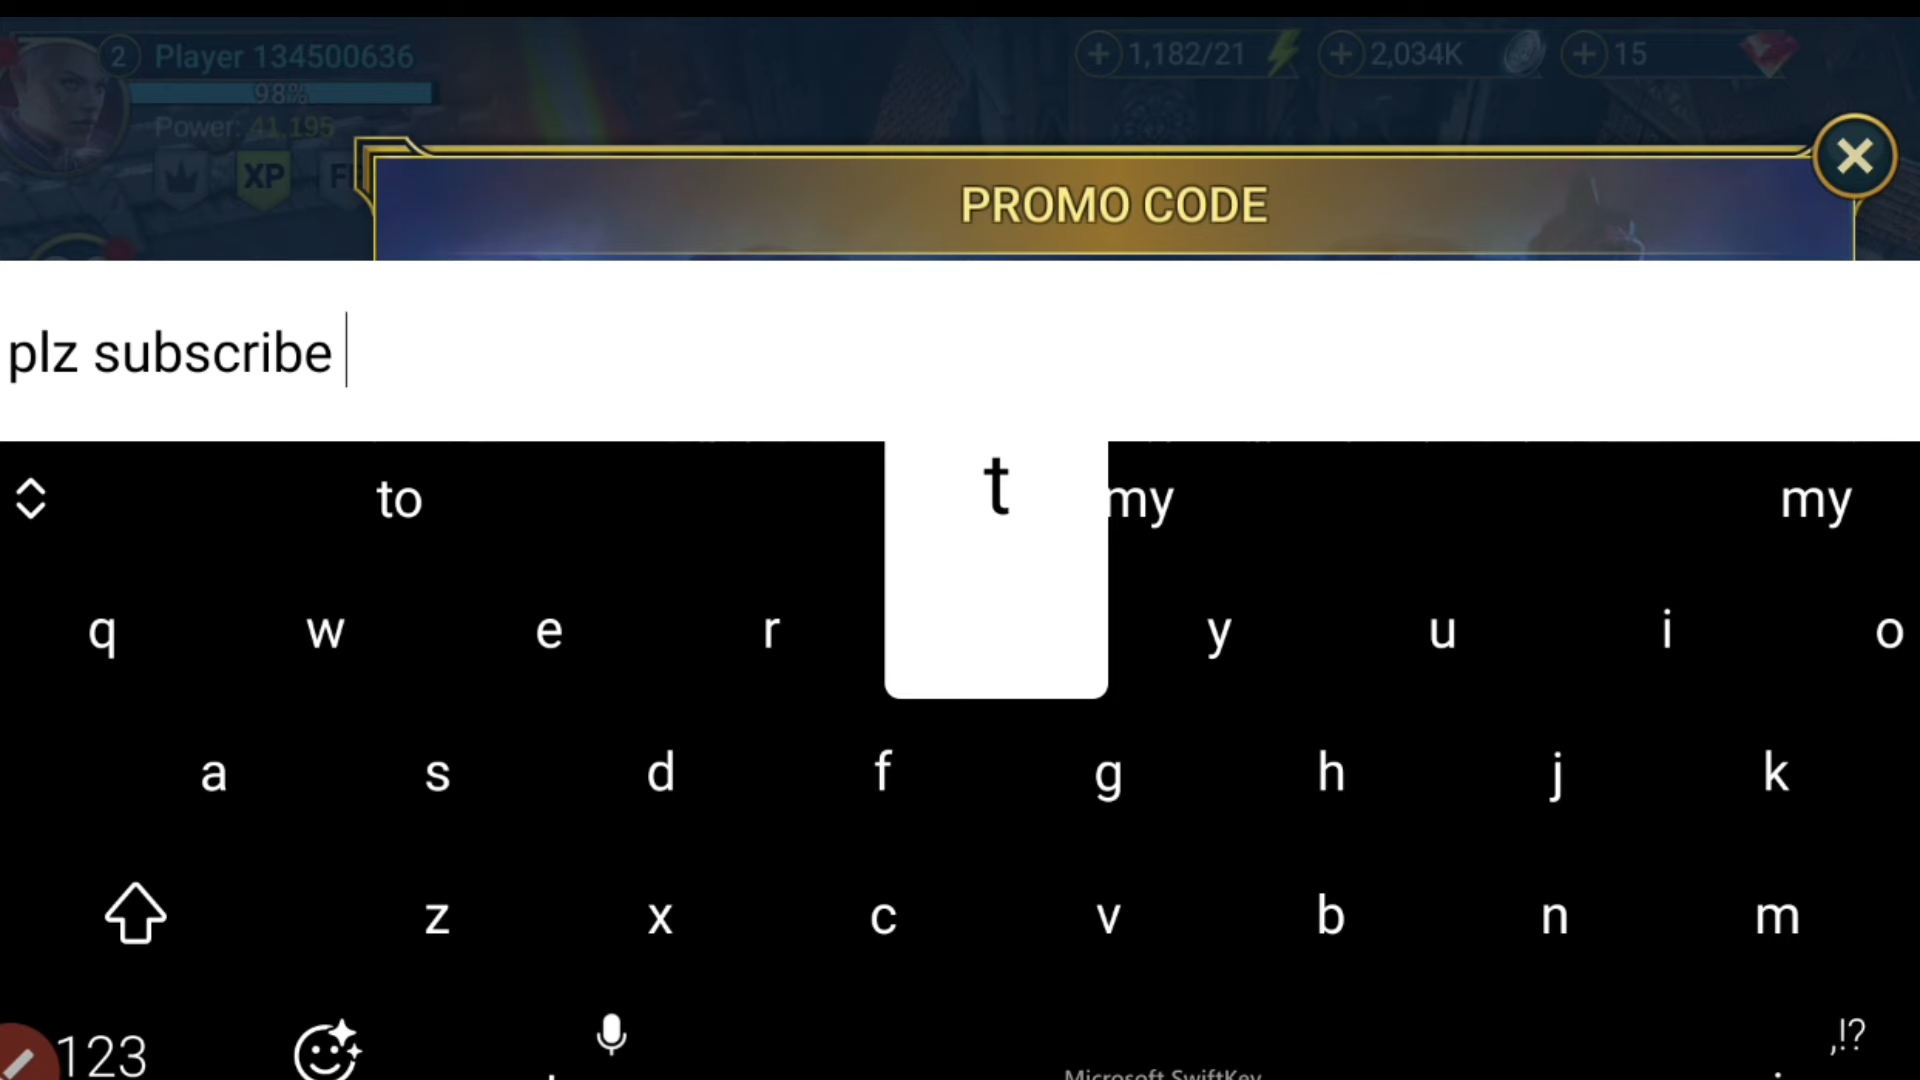 2 Player 134500636 1,182/21 2,034K 15
98%
Power: 41,195
XP
PROMO CODE
plz subscribe
to t my my
q w e r y u i o
a s d f g h j k
z x c v b n m
123 ,!?
Microsoft SwiftKey